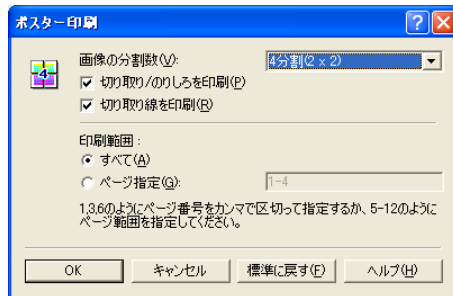 ポスター印刷
画像の分割数(V):
4分割(2 x 2)
4
切り取り/のりしろを印刷(P)
切り取り線を印刷(R)
印刷範囲:
すべて(A)
ページ指定(G):
1-4
1,3,6のようにページ番号をカンマで区切って指定するか、5-12のように
ページ範囲を指定してください。
OK
キャンセル
標準に戻す(F)
ヘルプ(H)